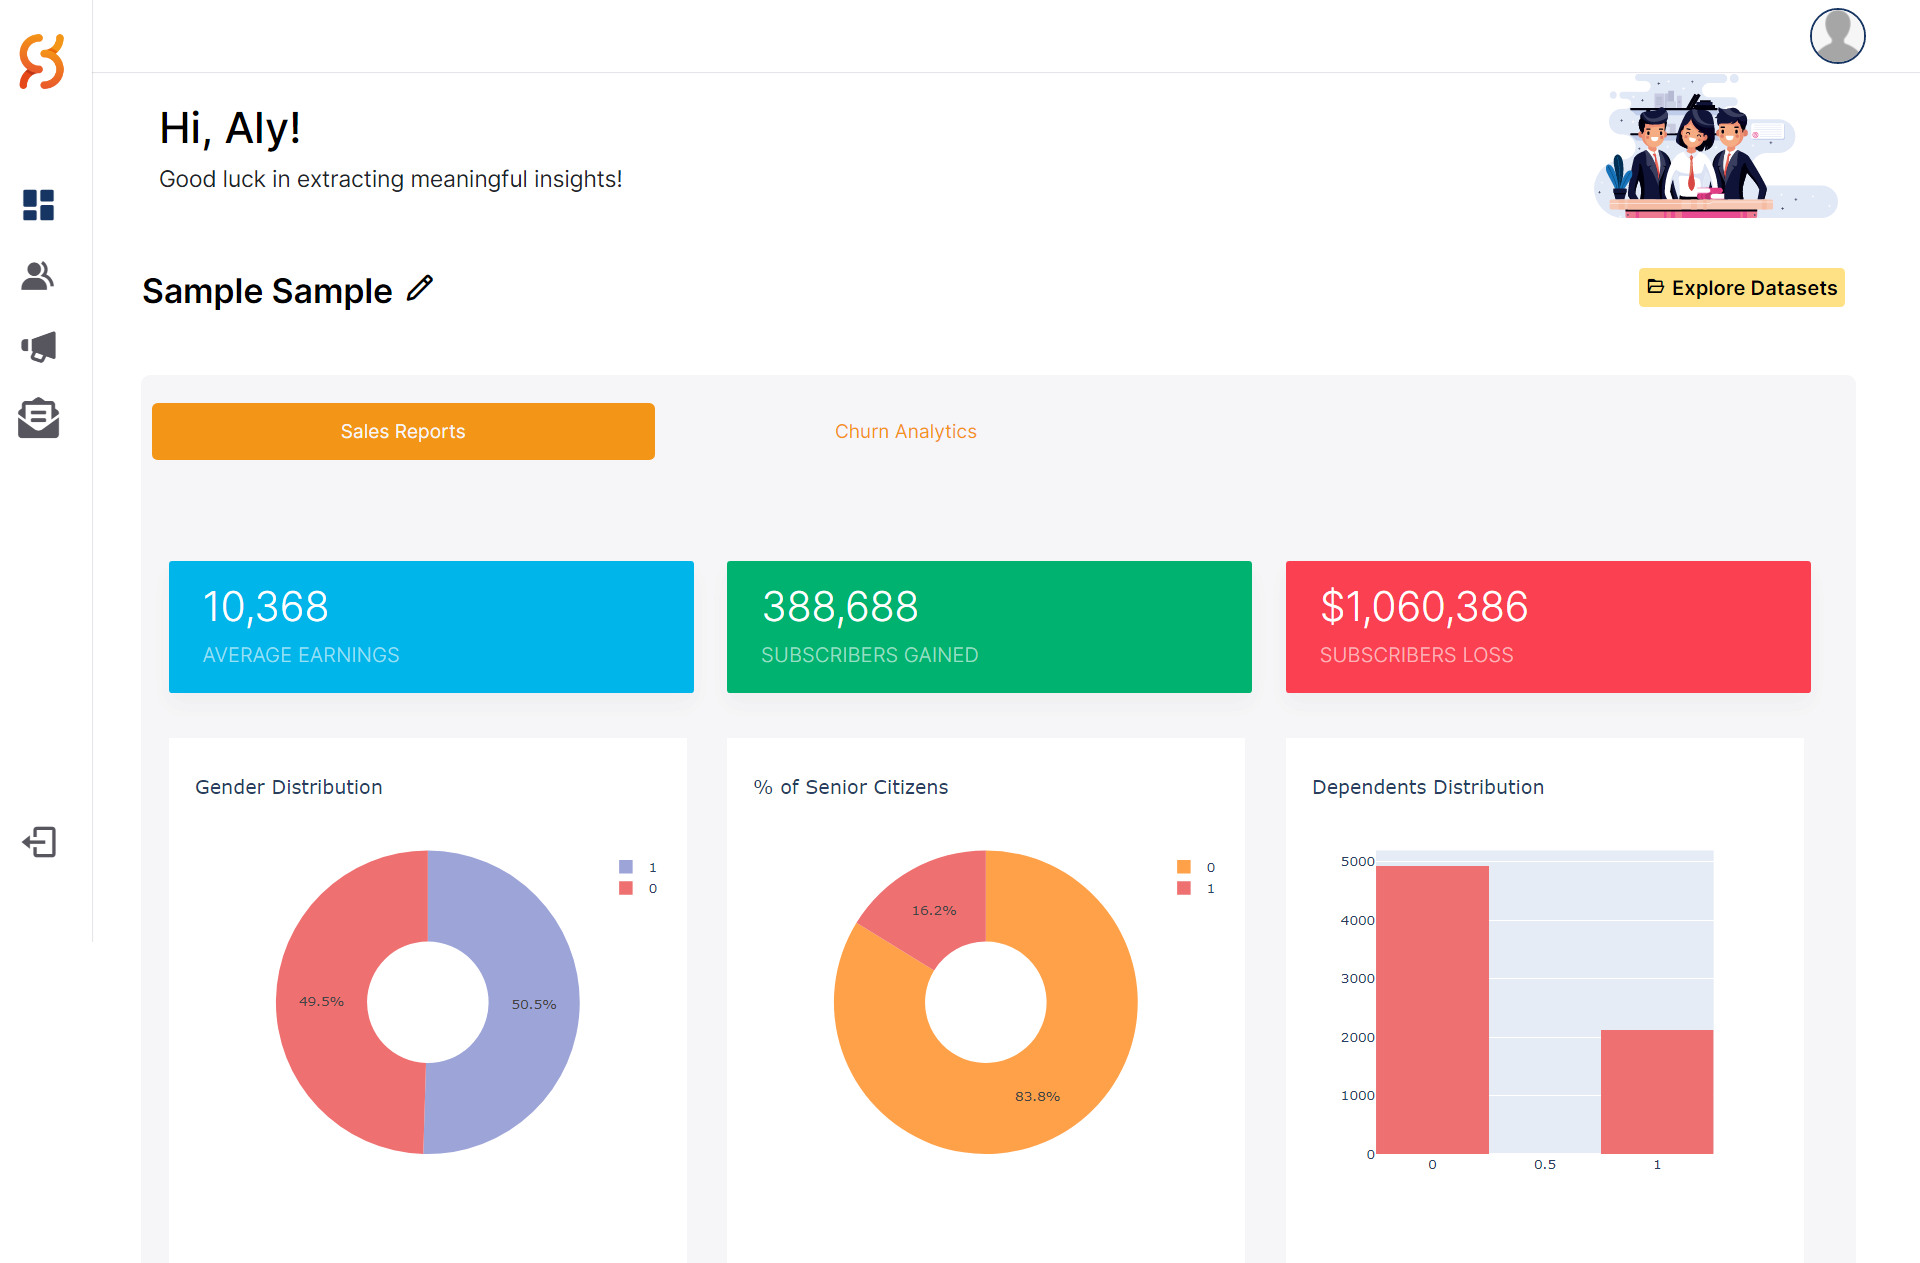 Hi, Aly!
Good luck in extracting meaningful insights!
Sample Sample
Explore Datasets
Sales Reports
Churn Analytics
10,368
AVERAGE EARNINGS
388,688
SUBSCRIBERS GAINED
$1,060,386
SUBSCRIBERS LOSS
Gender Distribution
1
0
49.5%
50.5%
% of Senior Citizens
0
1
16.2%
83.8%
Dependents Distribution
5000
4000
3000
2000
1000
0
0 0.5 1